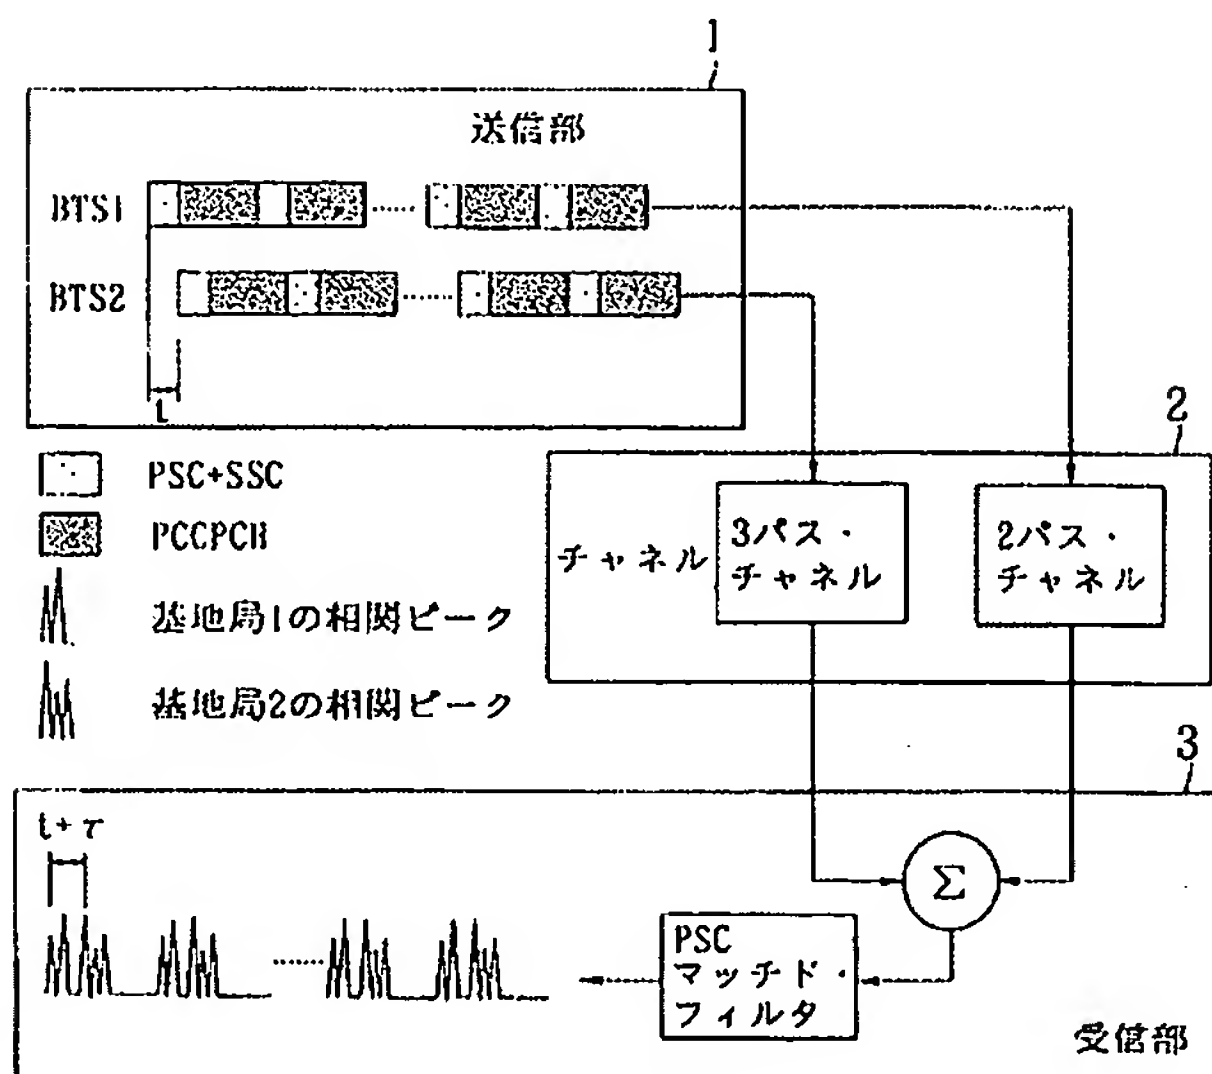 1
送信部
BTS1
BTS2
t
2
PSC+SSC
PCCPCH
基地局1の相関ピーク
基地局2の相関ピーク
チャネル
3パス・
チャネル
2パス・
チャネル
3
t+τ
Σ
PSC
マッチド・
フィルタ
受信部